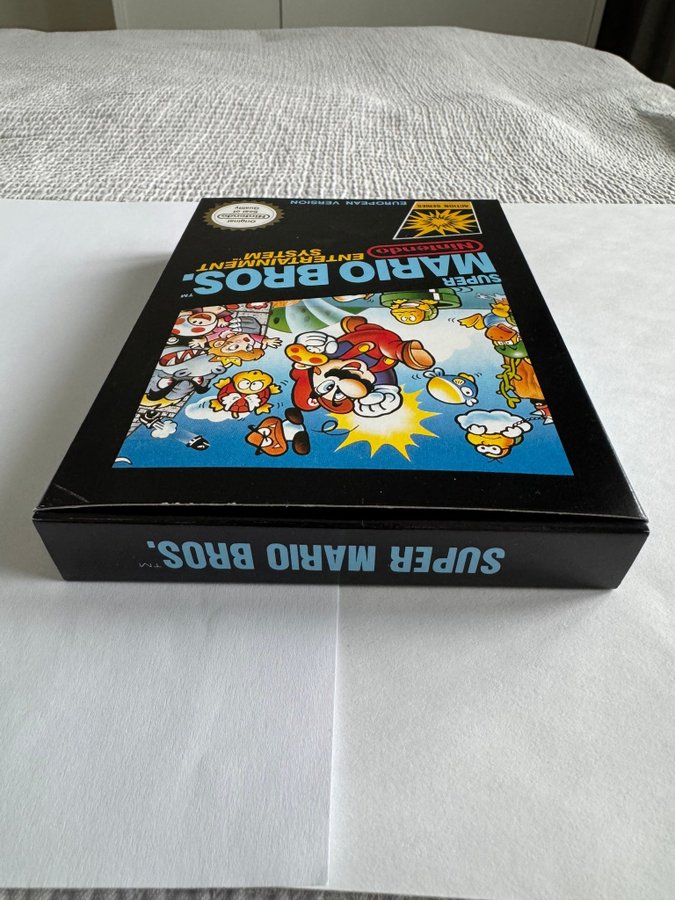 SUPER
MARIO BROS.™
ENTERTAINMENT
SYSTEM™
Nintendo
ACTION SERIES
EUROPEAN VERSION
Original
Nintendo
Seal of
Quality
SUPER MARIO BROS.™